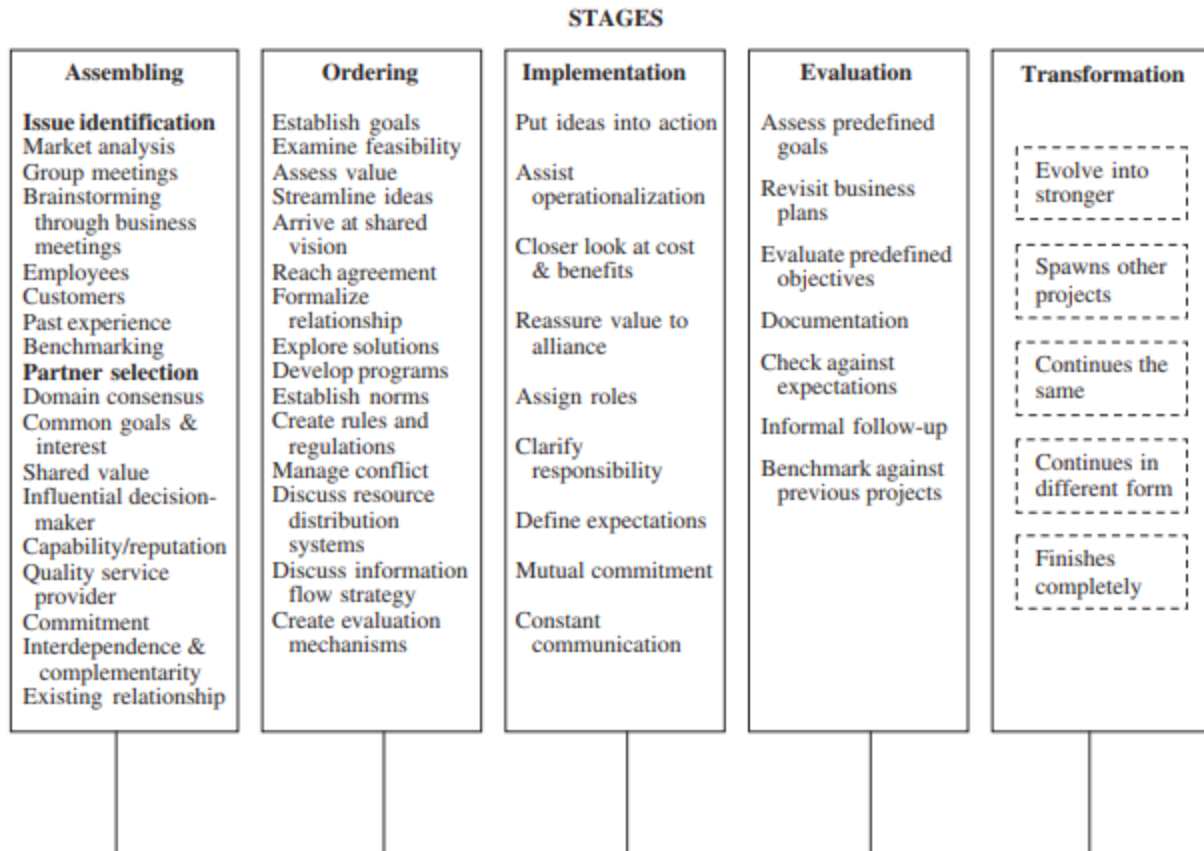 STAGES
Assembling
Issue identification
Market analysis
Group meetings
Brainstorming
through business
meetings
Employees
Customers
Past experience
Benchmarking
Partner selection
Domain consensus
Common goals &
interest
Shared value
Influential decision-
maker
Capability/reputation
Quality service
provider
Commitment
Interdependence &
complementarity
Existing relationship
Ordering
Establish goals
Examine feasibility
Assess value
Streamline ideas
Arrive at shared
vision
Reach agreement
Formalize
relationship
Explore solutions
Develop programs
Establish norms
Create rules and
regulations
Manage conflict
Discuss resource
distribution
systems
Discuss information
flow strategy
Create evaluation
mechanisms
Implementation
Put ideas into action
Assist
operationalization
Closer look at cost
& benefits
Reassure value to
alliance
Assign roles
Clarify
responsibility
Define expectations
Mutual commitment
Constant
communication
Evaluation
Assess predefined
goals
Revisit business
plans
Evaluate predefined
objectives
Documentation
Check against
expectations
Informal follow-up
Benchmark against
previous projects
Transformation
Evolve into
stronger
Spawns other
projects
Continues the
same
Continues in
different form
Finishes
completely